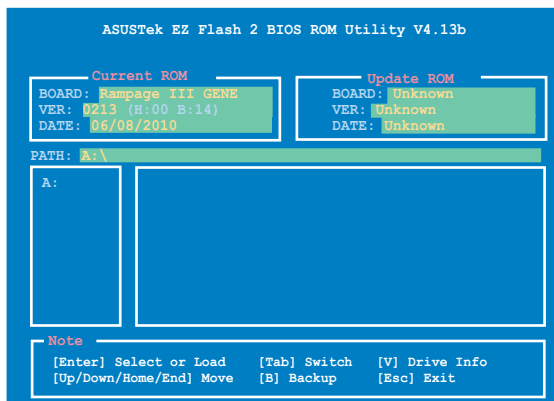 ASUSTek EZ Flash 2 BIOS ROM Utility V4.13b
Current ROM
BOARD: Rampage III GENE
VER: 0213 (H:00 B:14)
DATE: 06/08/2010
Update ROM
BOARD: Unknown
VER: Unknown
DATE: Unknown
PATH: A:\
A:
Note
[Enter] Select or Load [Tab] Switch [V] Drive Info
[Up/Down/Home/End] Move [B] Backup [Esc] Exit